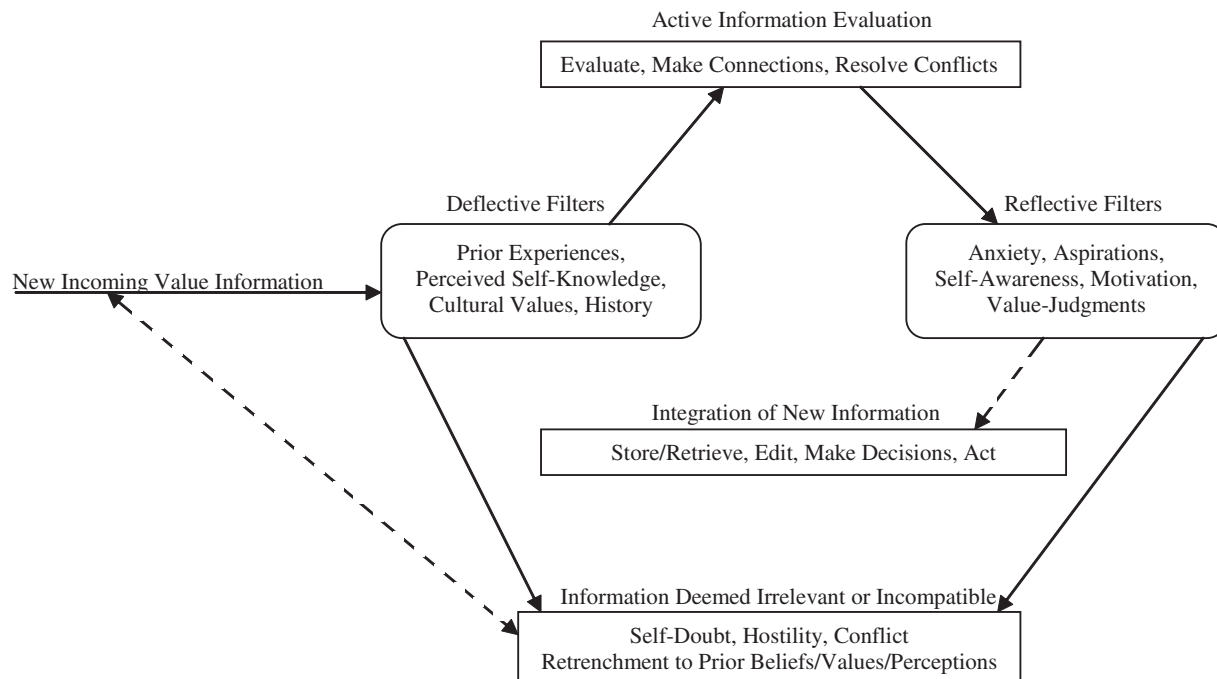 Active Information Evaluation
Evaluate, Make Connections, Resolve Conflicts
Deflective Filters
Prior Experiences,
Perceived Self-Knowledge,
Cultural Values, History
Reflective Filters
Anxiety, Aspirations,
Self-Awareness, Motivation,
Value-Judgments
New Incoming Value Information
Integration of New Information
Store/Retrieve, Edit, Make Decisions, Act
Information Deemed Irrelevant or Incompatible
Self-Doubt, Hostility, Conflict
Retrenchment to Prior Beliefs/Values/Perceptions